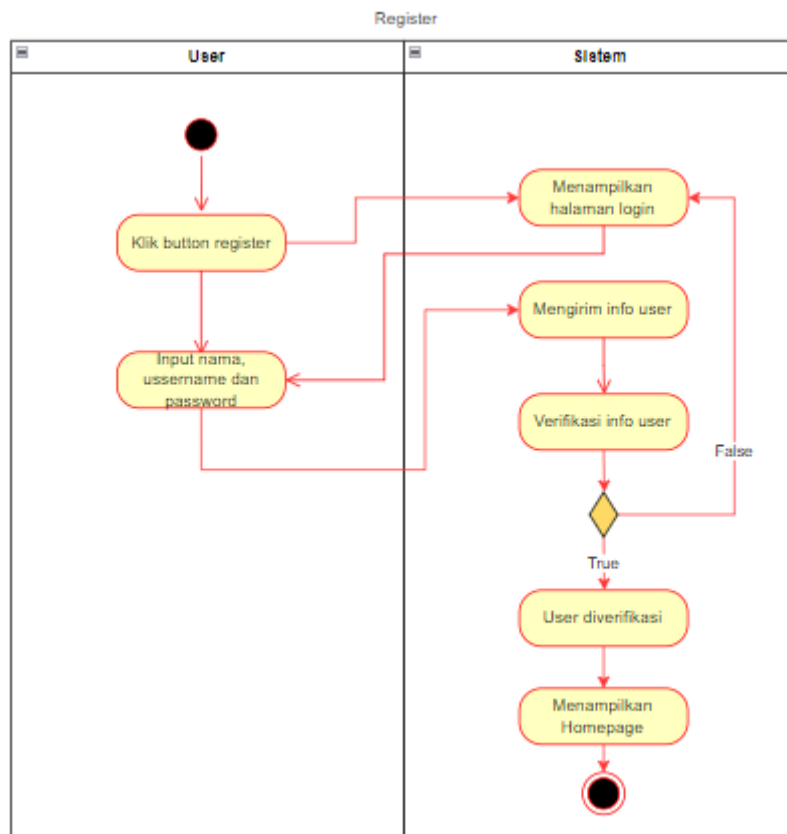 Register
User
Sistem
Klik button register
Menampilkan
halaman login
Input nama,
ussername dan
password
Mengirim info user
Verifikasi info user
False
True
User diverifikasi
Menampilkan
Homepage